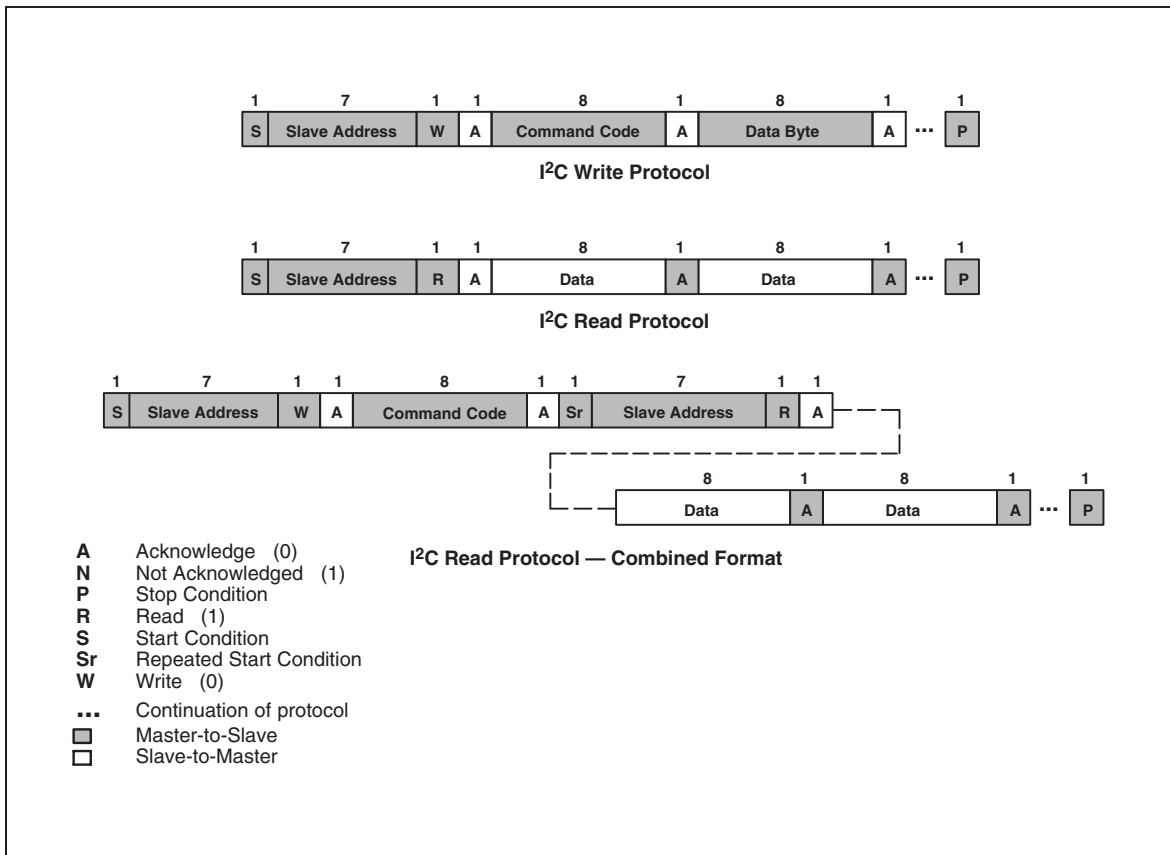 1 7 1 1 8 1 8 1 1
S Slave Address W A Command Code A Data Byte A ... P
I2C Write Protocol
1 7 1 1 8 1 8 1 1
S Slave Address R A Data A Data A ... P
I2C Read Protocol
1 7 1 1 8 1 1 7 1 1
S Slave Address W A Command Code A Sr Slave Address R A
8 1 8 1 1
Data A Data A ... P
I2C Read Protocol — Combined Format
A Acknowledge (0)
N Not Acknowledged (1)
P Stop Condition
R Read (1)
S Start Condition
Sr Repeated Start Condition
W Write (0)
... Continuation of protocol
Master-to-Slave
Slave-to-Master